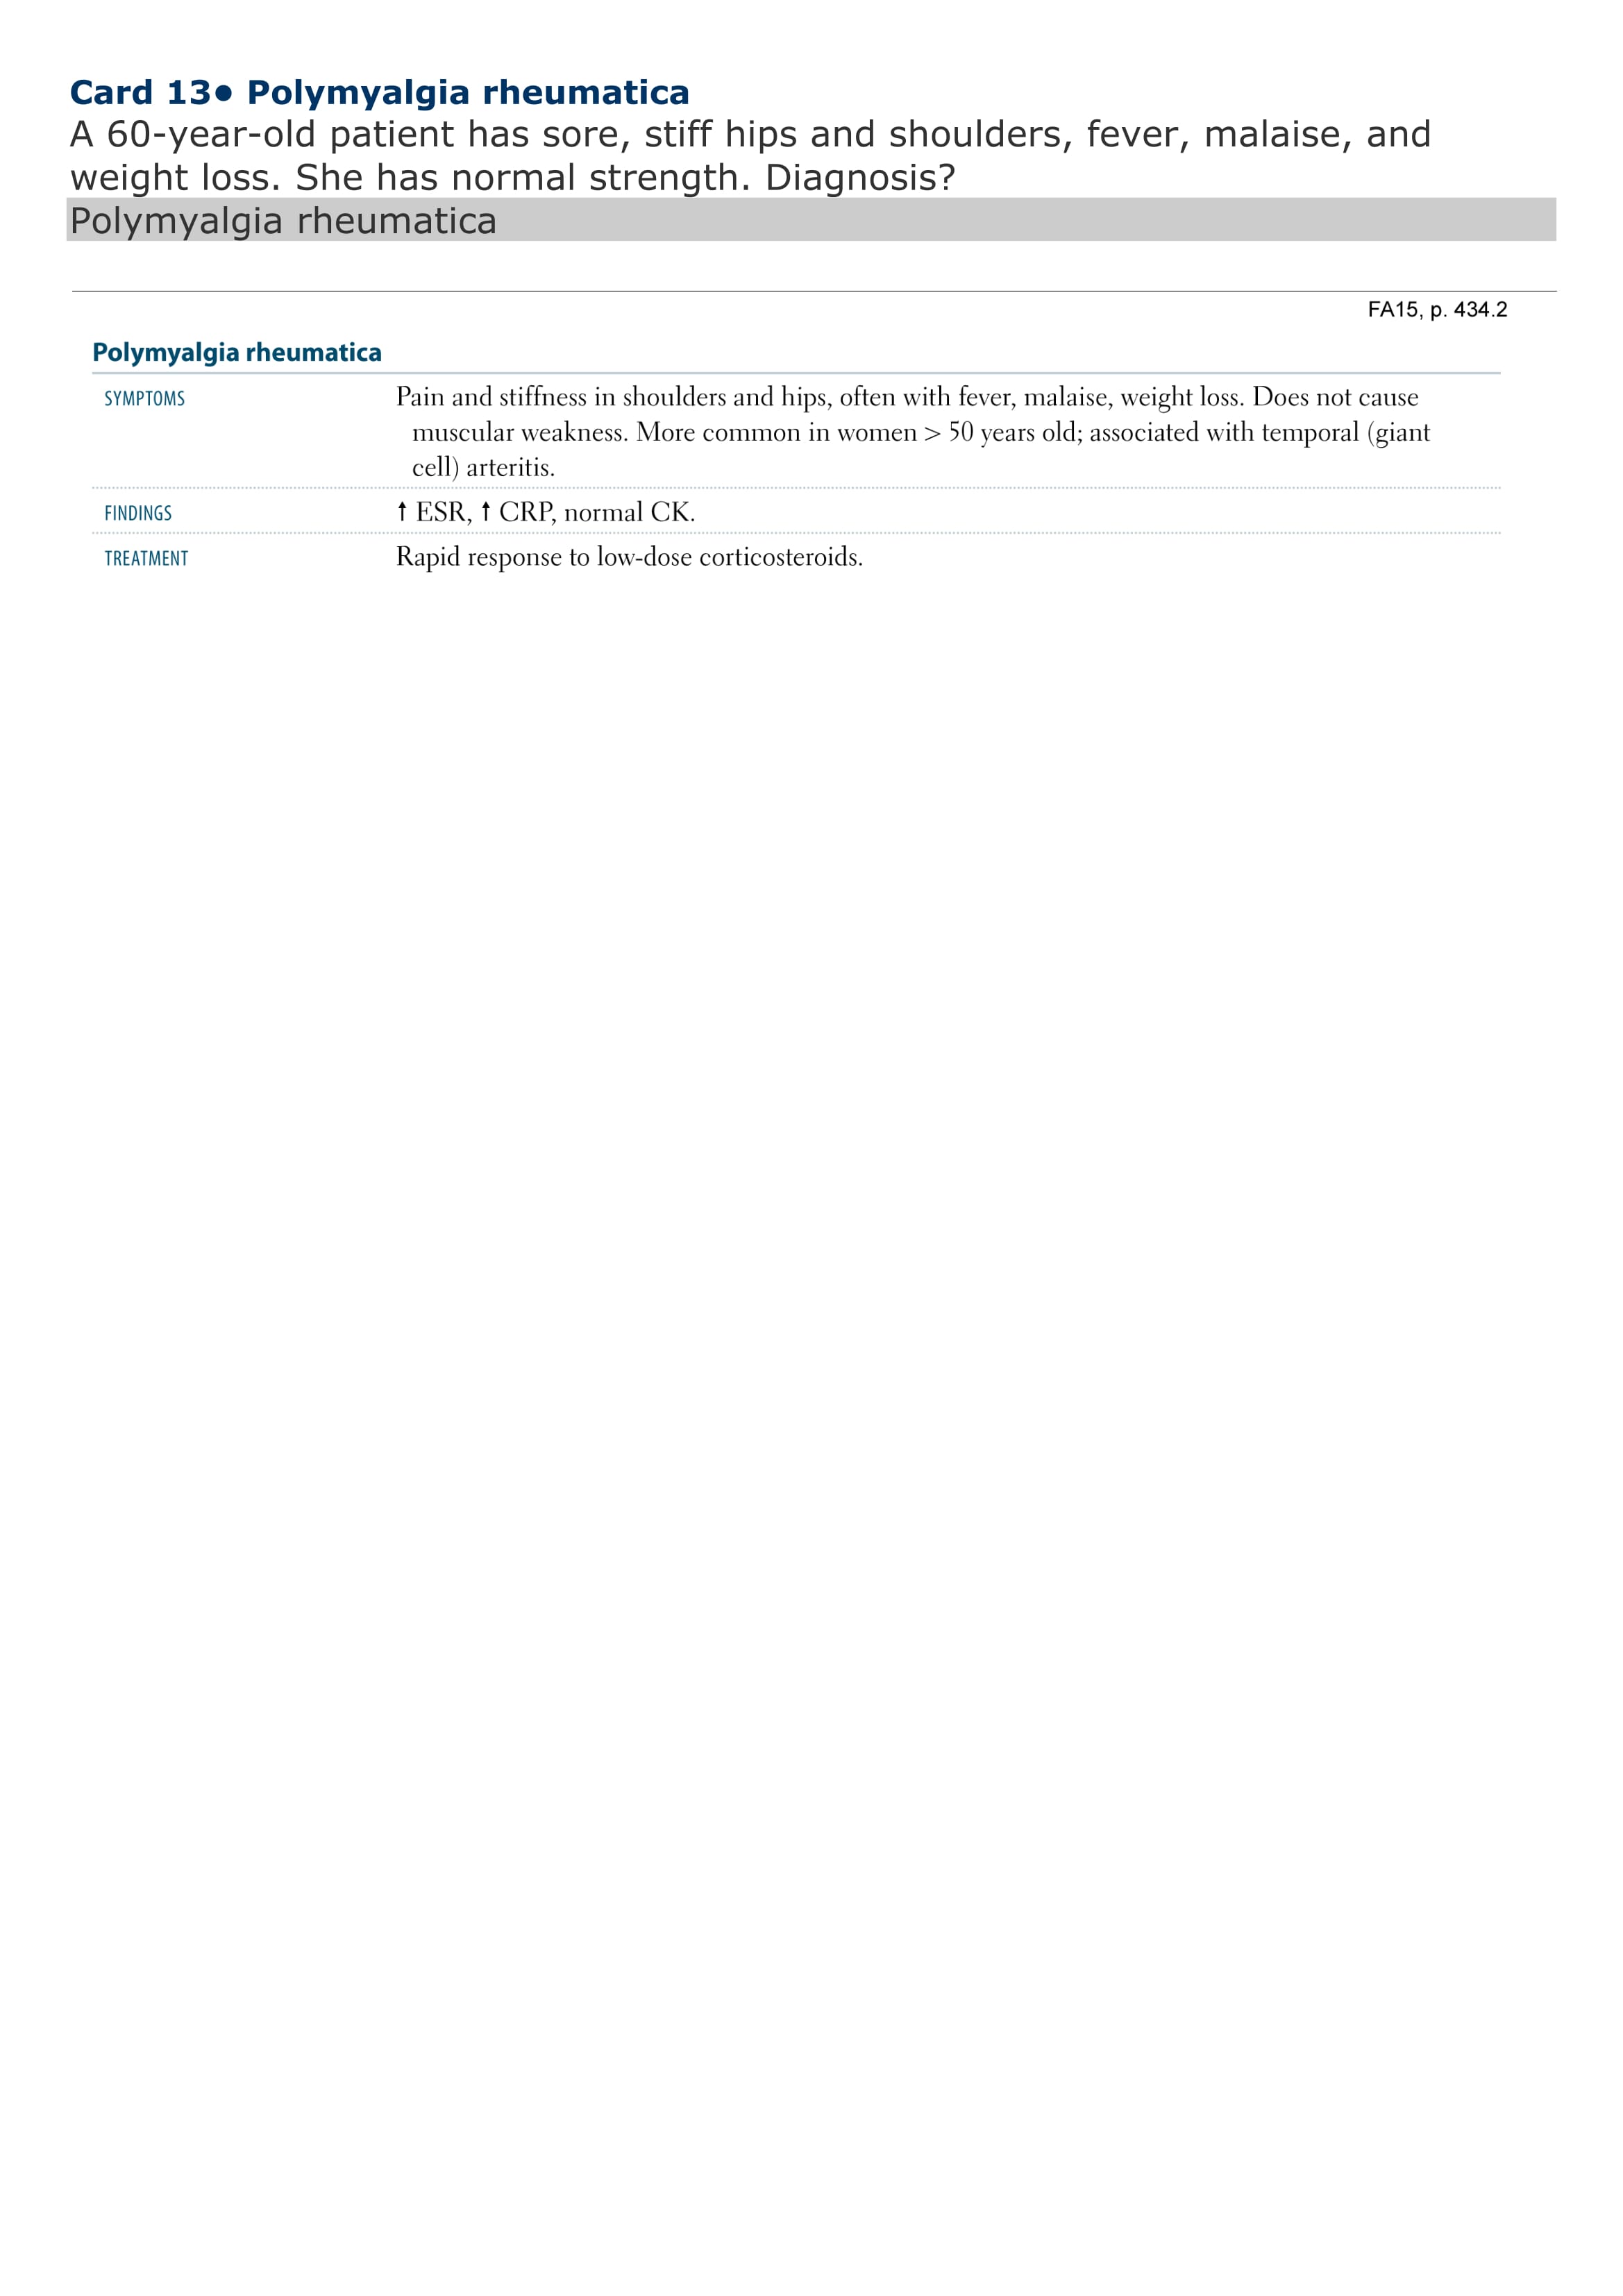 Card 13● Polymyalgia rheumatica
A 60-year-old patient has sore, stiff hips and shoulders, fever, malaise, and
weight loss. She has normal strength. Diagnosis?
Polymyalgia rheumatica
FA15, p. 434.2
Polymyalgia rheumatica
SYMPTOMS Pain and stiffness in shoulders and hips, often with fever, malaise, weight loss. Does not cause
muscular weakness. More common in women > 50 years old; associated with temporal (giant
cell) arteritis.
FINDINGS ↑ ESR, ↑ CRP, normal CK.
TREATMENT Rapid response to low-dose corticosteroids.